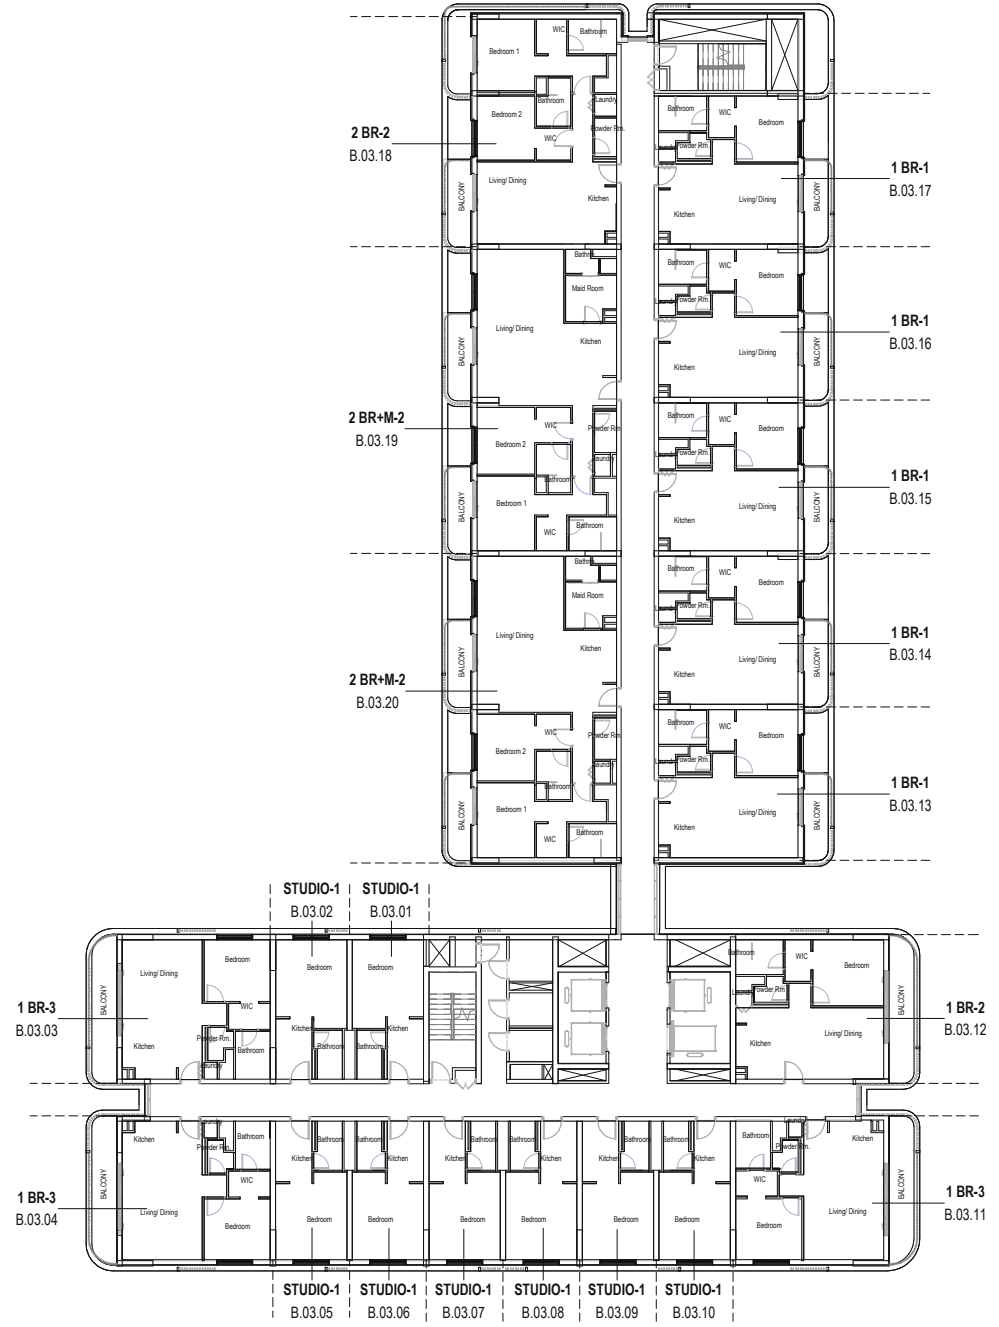 WIC
Bathroom
Bedroom 1
Bathroom
Laundry
Bedroom 2
Powder Rm.
WIC
2 BR-2
B.03.18
Living/ Dining
Kitchen
BALCONY
Bathroom
WIC
Bedroom
Powder Rm.
1 BR-1
B.03.17
Living/ Dining
Kitchen
BALCONY
Maid Room
Living/ Dining
Kitchen
BALCONY
Bathroom
WIC
Bedroom
Powder Rm.
1 BR-1
B.03.16
Living/ Dining
Kitchen
BALCONY
2 BR+M-2
B.03.19
WIC
Powder Rm
Bedroom 2
Laundry
Bathroom
Bedroom 1
WIC
Bathroom
BALCONY
Bathroom
WIC
Bedroom
Powder Rm.
1 BR-1
B.03.15
Living/ Dining
Kitchen
BALCONY
Maid Room
Living/ Dining
Kitchen
BALCONY
2 BR+M-2
B.03.20
Bathroom
WIC
Bedroom
Powder Rm.
1 BR-1
B.03.14
Living/ Dining
Kitchen
BALCONY
WIC
Powder Rm
Bedroom 2
Laundry
Bathroom
Bedroom 1
WIC
Bathroom
BALCONY
Bathroom
WIC
Bedroom
Powder Rm.
1 BR-1
B.03.13
Living/ Dining
Kitchen
BALCONY
STUDIO-1
B.03.02
STUDIO-1
B.03.01
1 BR-3
B.03.03
BALCONY
Living/ Dining
Bedroom
WIC
Kitchen
Powder Rm.
Bathroom
Laundry
Bedroom
Kitchen
Bathroom
Bedroom
Kitchen
Bathroom
Bathroom
WIC
Bedroom
Powder Rm.
Living/ Dining
Kitchen
BALCONY
1 BR-2
B.03.12
1 BR-3
B.03.04
BALCONY
Laundry
Kitchen
Powder Rm.
Bathroom
WIC
Living/ Dining
Bedroom
Kitchen
Bathroom
Bedroom
Bathroom
Kitchen
Bedroom
Kitchen
Bathroom
Bedroom
Bathroom
Kitchen
Bedroom
Kitchen
Bathroom
Bedroom
Bathroom
Kitchen
Bedroom
Bathroom
Laundry
Powder Rm.
Kitchen
WIC
Bedroom
Living/ Dining
BALCONY
1 BR-3
B.03.11
STUDIO-1
B.03.05
STUDIO-1
B.03.06
STUDIO-1
B.03.07
STUDIO-1
B.03.08
STUDIO-1
B.03.09
STUDIO-1
B.03.10